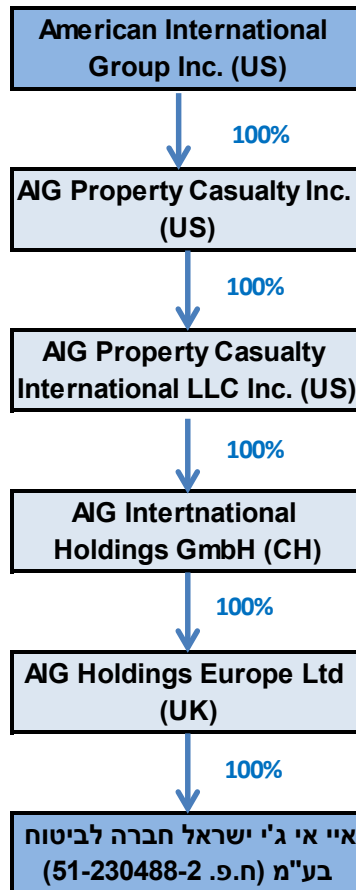 American International
Group Inc. (US)
100%
AIG Property Casualty Inc.
(US)
100%
AIG Property Casualty
International LLC Inc. (US)
100%
AIG Intertnational
Holdings GmbH (CH)
100%
AIG Holdings Europe Ltd
(UK)
100%
איי אי ג'י ישראל חברה לביטוח
בע"מ (ח.פ. 51-230488-2)